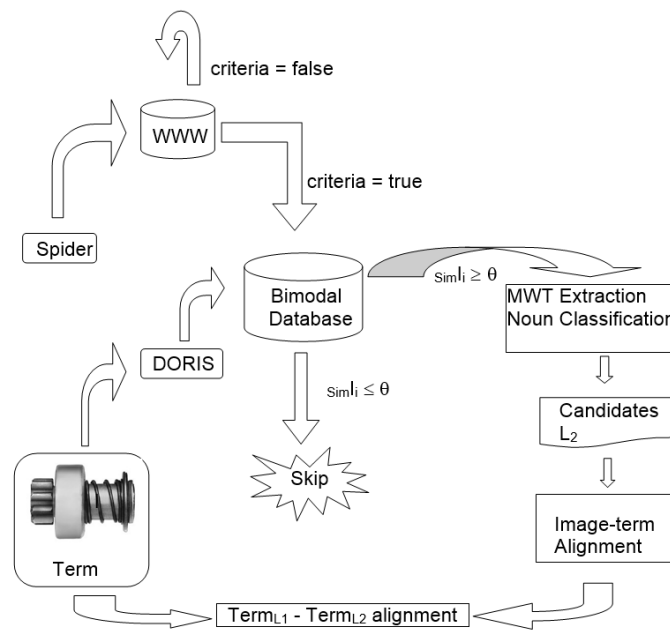 criteria = false
WWW
criteria = true
Spider
Bimodal
Database
SimIi ≥ θ
MWT Extraction
Noun Classification
DORIS
SimIi ≤ θ
Candidates
L2
Skip
Image-term
Alignment
Term
TermL1 - TermL2 alignment